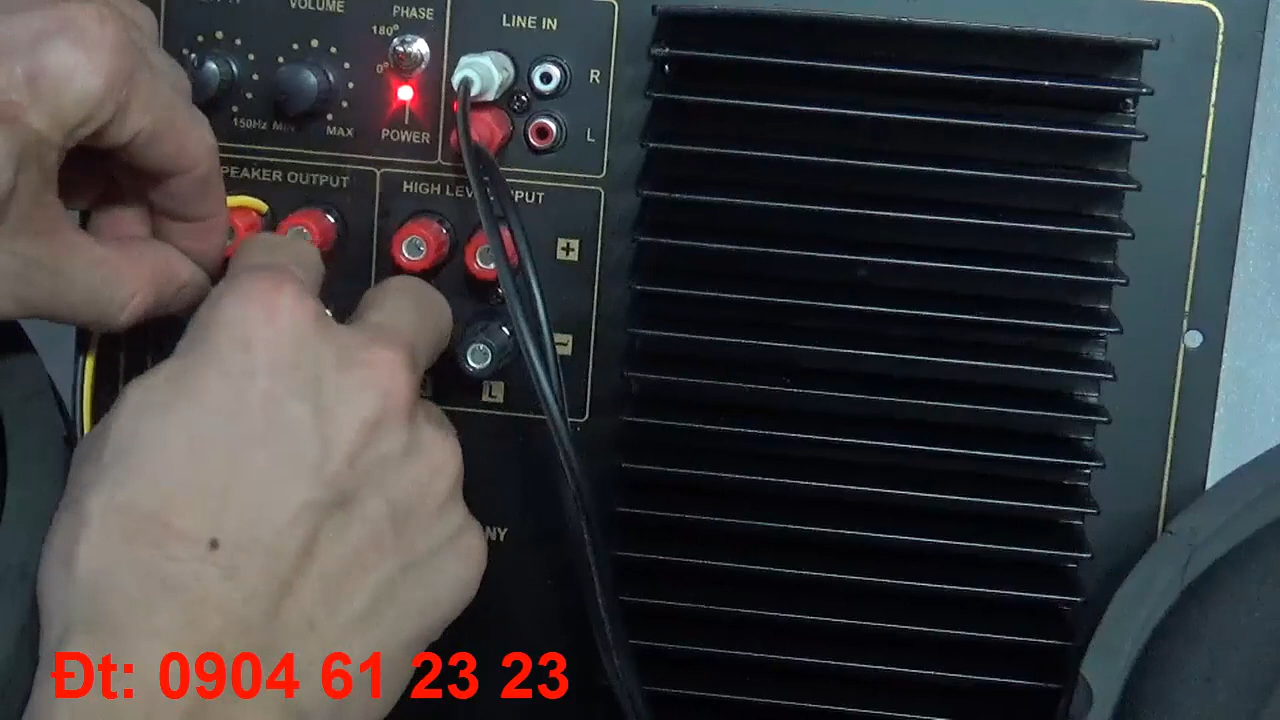 VOLUME
PHASE
180°
0°
150Hz MIN MAX
POWER
LINE IN
R
L
PEAKER OUTPUT
HIGH LEV PUT
+
-
L
NY
Đt: 0904 61 23 23